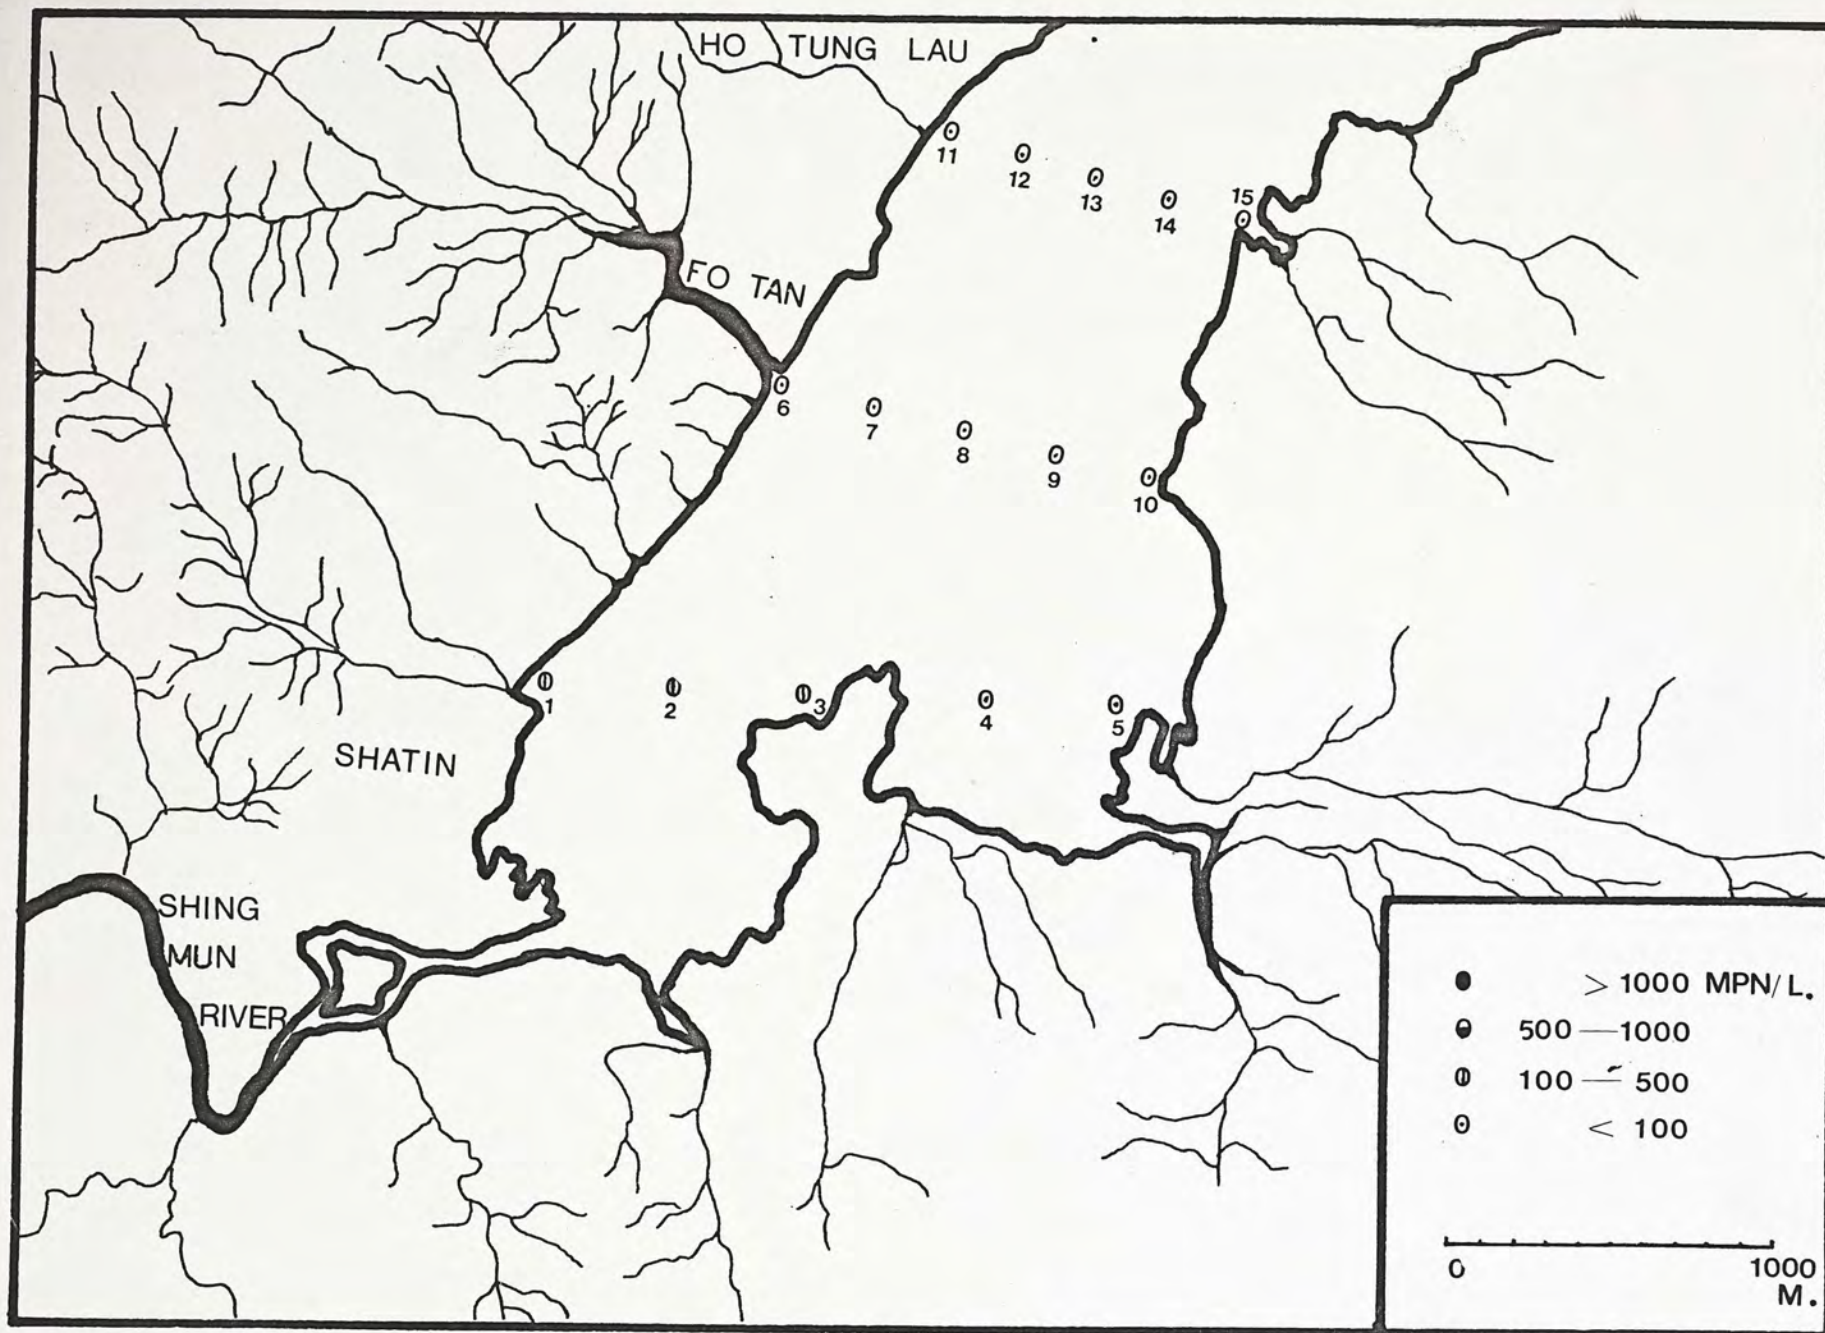 HO TUNG LAU
11
12
13
14
15
FO TAN
6
7
8
9
10
1
2
3
4
5
SHATIN
SHING
MUN
RIVER
> 1000 MPN/L.
500 — 1000
100 — 500
< 100
0 1000
M.